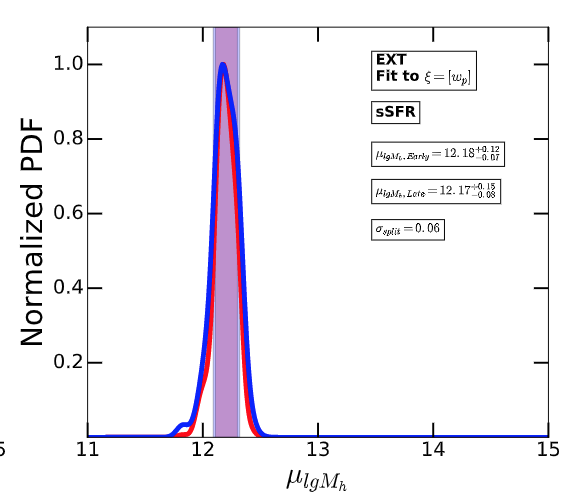 EXT
Fit to ξ=[w_p]
sSFR
μ_{lgM_h,Early}=12.18^{+0.12}_{-0.07}
μ_{lgM_h,Late}=12.17^{+0.15}_{-0.08}
σ_{split}=0.06
Normalized PDF
1.0
0.8
0.6
0.4
0.2
5
11 12 13 14 15
μ_{lgM_h}